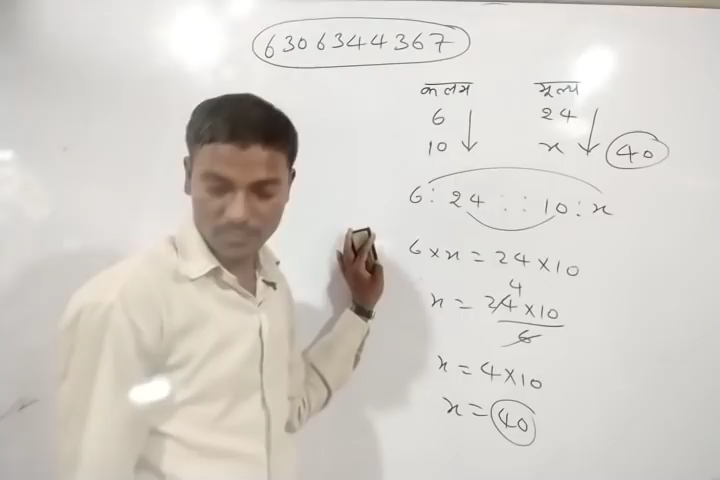 6306344367
कलम मूल्य
6 24
10 x 40
6 : 24 :: 10 : x
6 × x = 24 × 10
4
x = 24 × 10
6
x = 4 × 10
x = 40